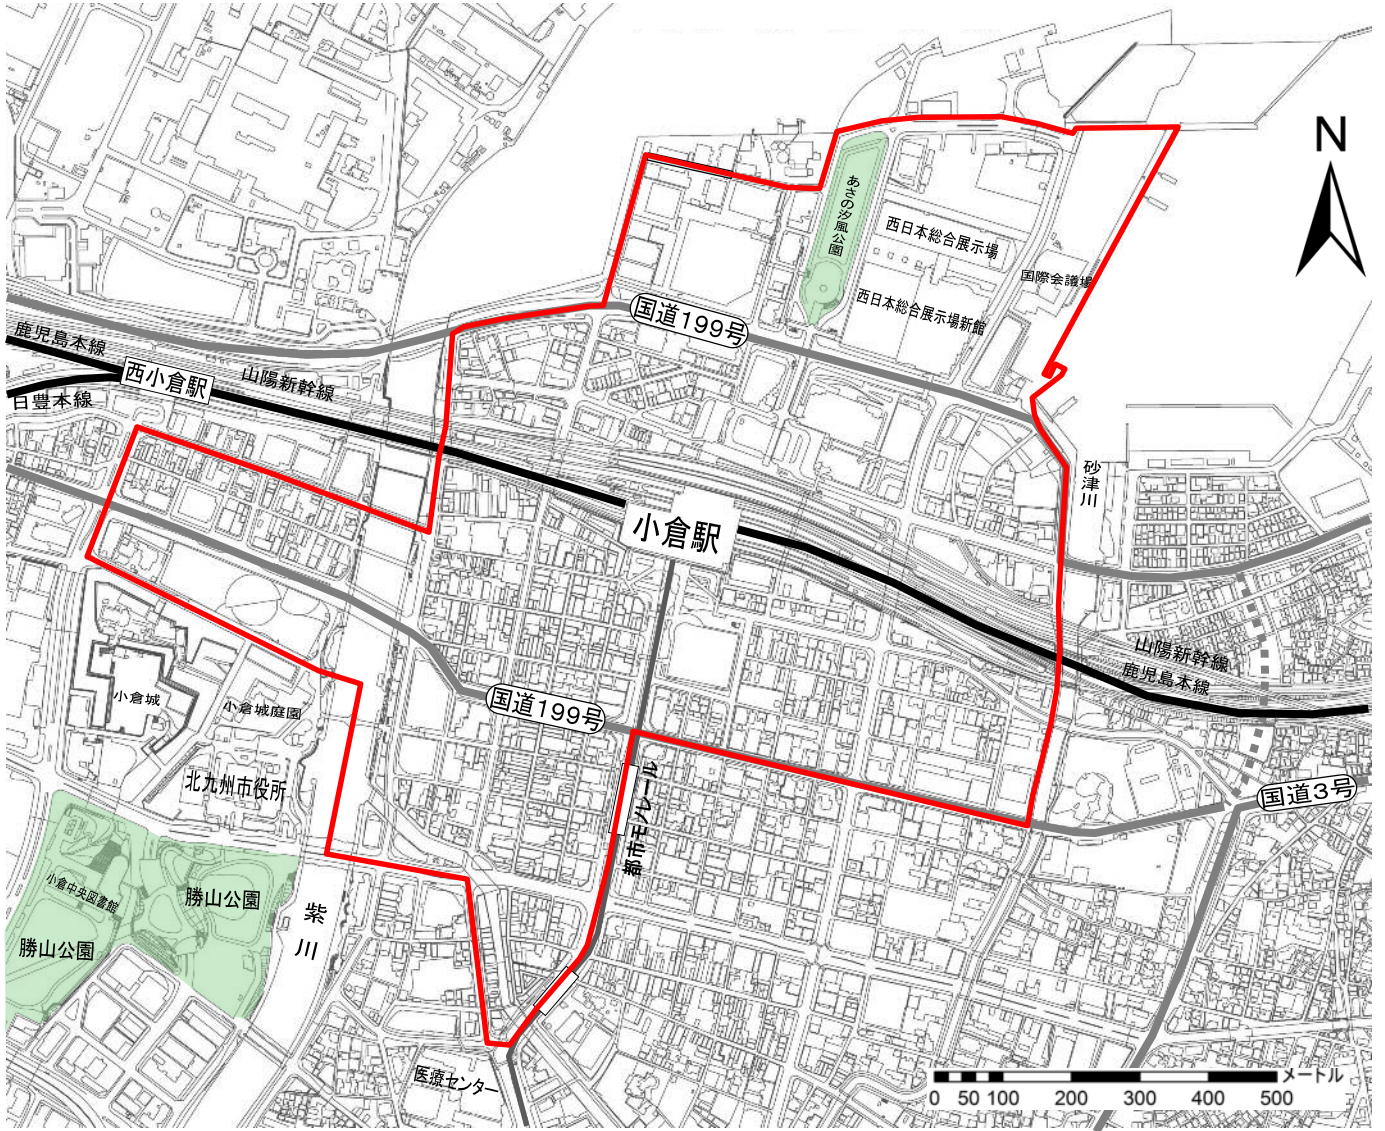 N
あさの汐風公園
西日本総合展示場
国際会議場
西日本総合展示場新館
国道199号
鹿児島本線
西小倉駅
山陽新幹線
日豊本線
砂津川
小倉駅
山陽新幹線
鹿児島本線
小倉城
小倉城庭園
国道199号
北九州市役所
都市モノレール
国道3号
小倉中央図書館
勝山公園
紫川
勝山公園
医療センター
メートル
0 50 100 200 300 400 500